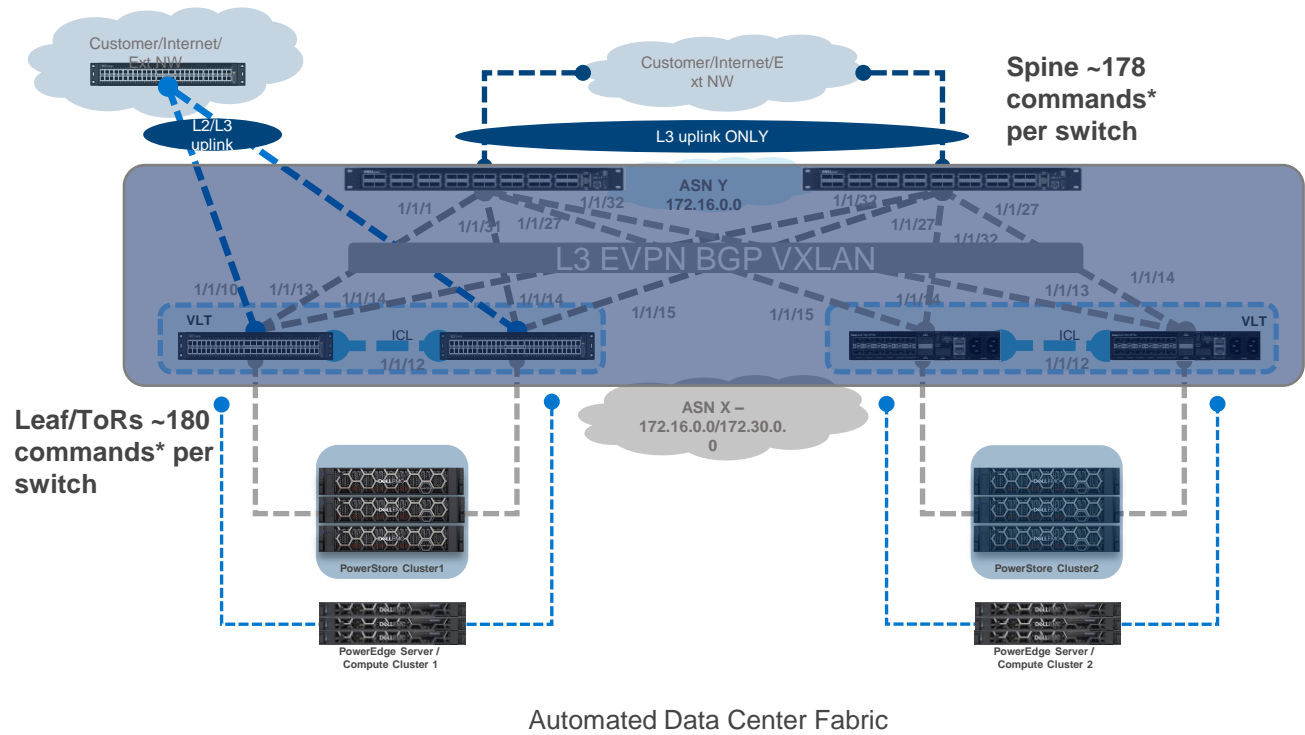 Customer/Internet/
Ext NW
Customer/Internet/E
xt NW
Spine ~178
commands*
per switch
L2/L3
uplink
L3 uplink ONLY
ASN Y
172.16.0.0
1/1/1
1/1/31
1/1/27
1/1/32
1/1/32
1/1/27
1/1/32
1/1/27
L3 EVPN BGP VXLAN
1/1/10
1/1/13
1/1/14
1/1/14
1/1/15
1/1/15
1/1/14
1/1/13
1/1/14
VLT
ICL
1/1/12
ICL
1/1/12
VLT
Leaf/ToRs ~180
commands* per
switch
ASN X –
172.16.0.0/172.30.0.
0
PowerStore Cluster1
PowerStore Cluster2
PowerEdge Server /
Compute Cluster 1
PowerEdge Server /
Compute Cluster 2
Automated Data Center Fabric